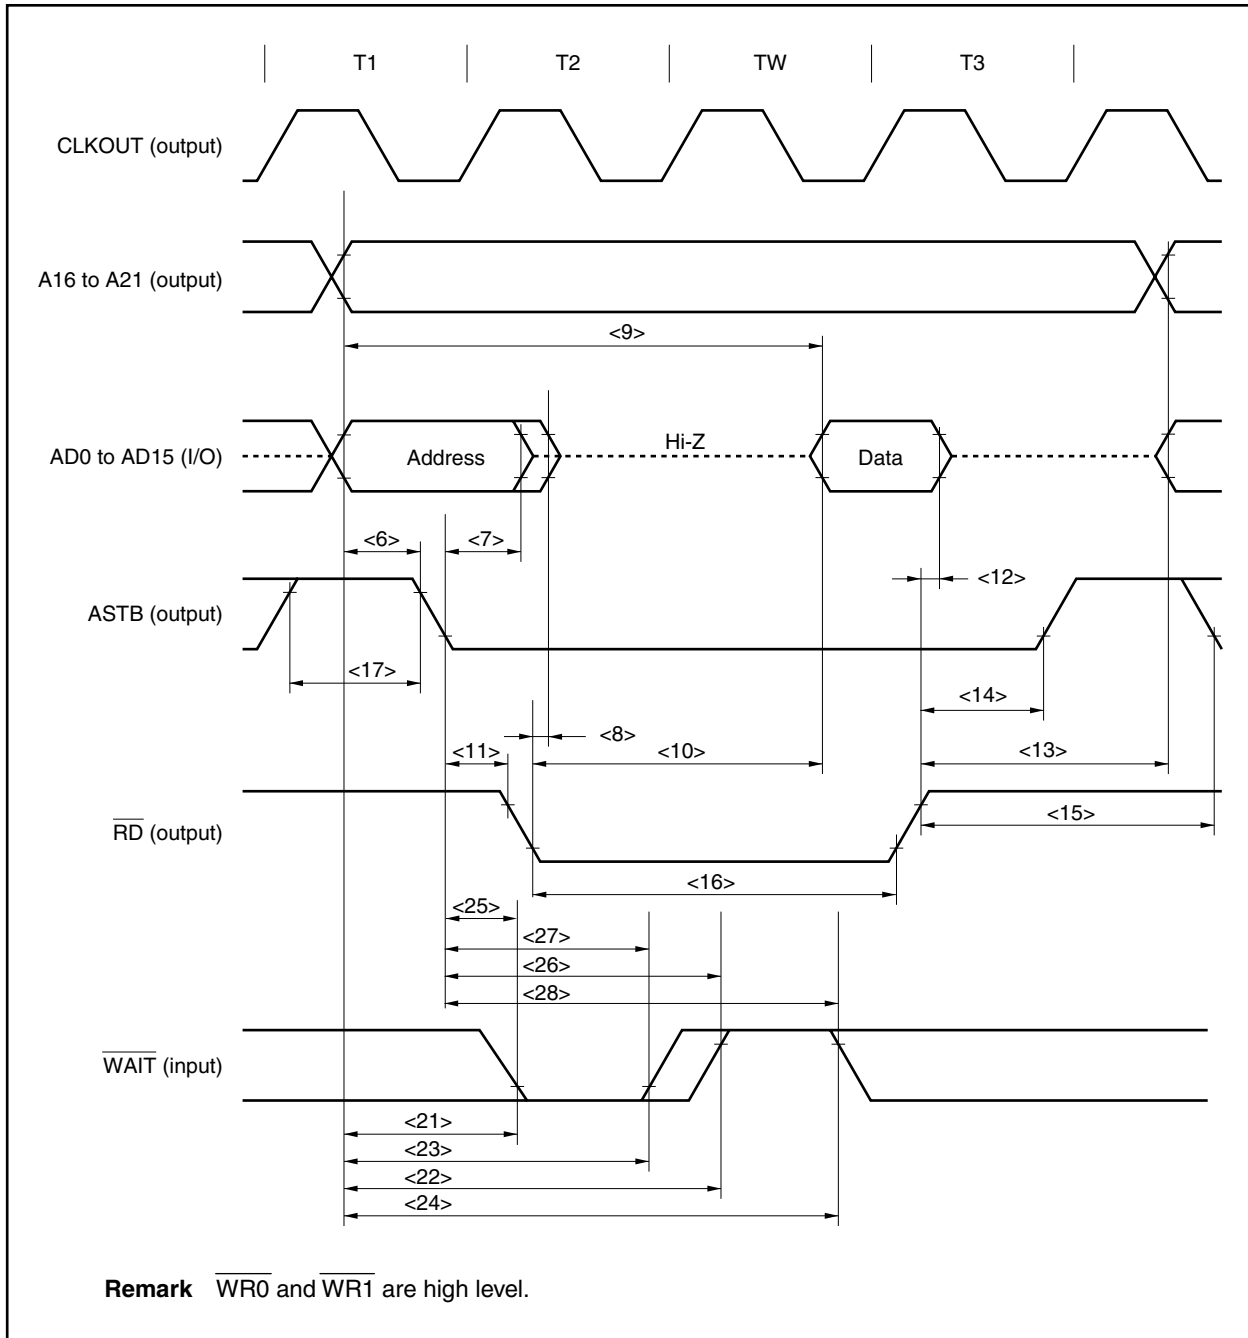 T1 T2 TW T3
CLKOUT (output)
A16 to A21 (output)
<9>
Hi-Z
AD0 to AD15 (I/O) Address Data
<6> <7>
<12>
ASTB (output)
<17>
<14>
<8>
<11> <10> <13>
<15>
RD (output)
<16>
<25>
<27>
<26>
<28>
WAIT (input)
<21>
<23>
<22>
<24>
Remark WR0 and WR1 are high level.